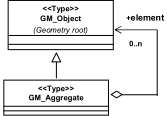 <<Type>>
GM_Object
(Geometry root)
+element
0..n
<<Type>>
GM_Aggregate